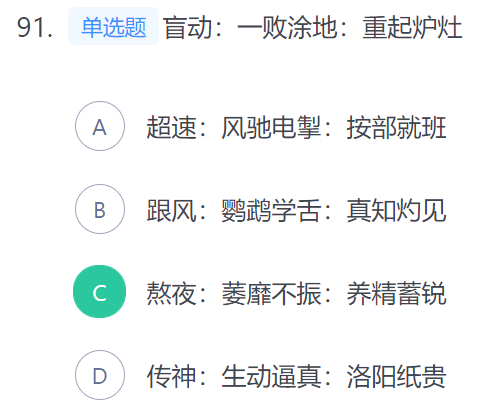 91. 单选题 盲动：一败涂地：重起炉灶
A 超速：风驰电掣：按部就班
B 跟风：鹦鹉学舌：真知灼见
C 熬夜：萎靡不振：养精蓄锐
D 传神：生动逼真：洛阳纸贵